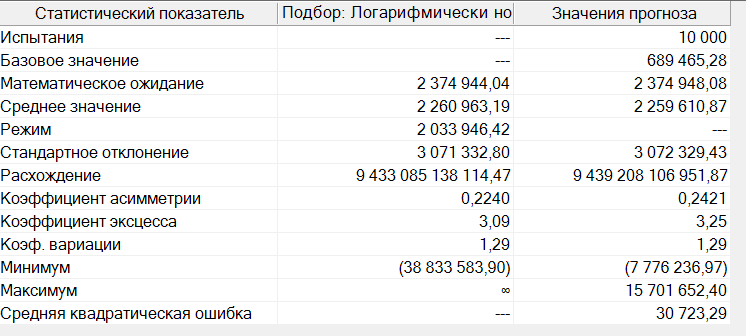 Статистический показатель Подбор: Логарифмически но Значения прогноза
Испытания --- 10 000
Базовое значение --- 689 465,28
Математическое ожидание 2 374 944,04 2 374 948,08
Среднее значение 2 260 963,19 2 259 610,87
Режим 2 033 946,42 ---
Стандартное отклонение 3 071 332,80 3 072 329,43
Расхождение 9 433 085 138 114,47 9 439 208 106 951,87
Коэффициент асимметрии 0,2240 0,2421
Коэффициент эксцесса 3,09 3,25
Коэф. вариации 1,29 1,29
Минимум (38 833 583,90) (7 776 236,97)
Максимум ∞ 15 701 652,40
Средняя квадратическая ошибка --- 30 723,29